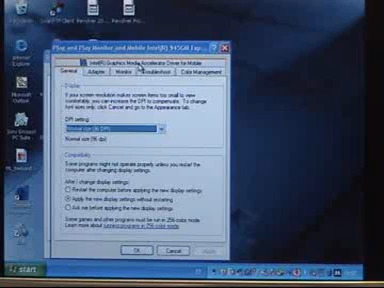 Plug and Play Monitor and Mobile Intel(R) 945GM Exp...
Intel(R) Graphics Media Accelerator Driver for Mobile
General
Adapter
Monitor
Troubleshoot
Color Management
Display
If your screen resolution makes screen items too small to view
comfortably, you can increase the DPI to compensate. To change
font sizes only, click Cancel and go to the Appearance tab.
DPI setting:
Normal size (96 DPI)
Normal size (96 dpi)
Compatibility
Some programs might not operate properly unless you restart the
computer after changing display settings.
After I change display settings:
Restart the computer before applying the new display settings
Apply the new display settings without restarting
Ask me before applying the new display settings
Some games and other programs must be run in 256-color mode.
Learn more about running programs in 256-color mode.
OK
Cancel
Apply
start